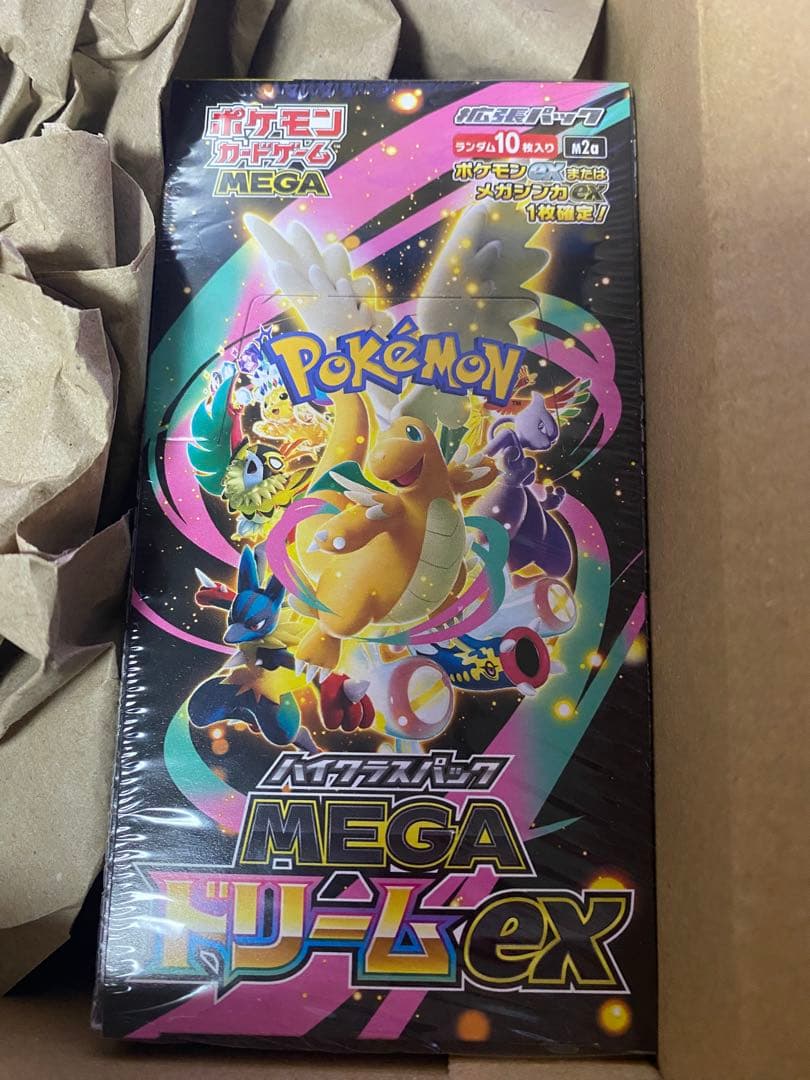 ポケモン
カードゲーム
MEGA
拡張パック
ランダム10枚入り
M2a
ポケモンexまたは
メガシンカex
1枚確定!
POKéMON
TM
ハイクラスパック
MEGA
ドリームex